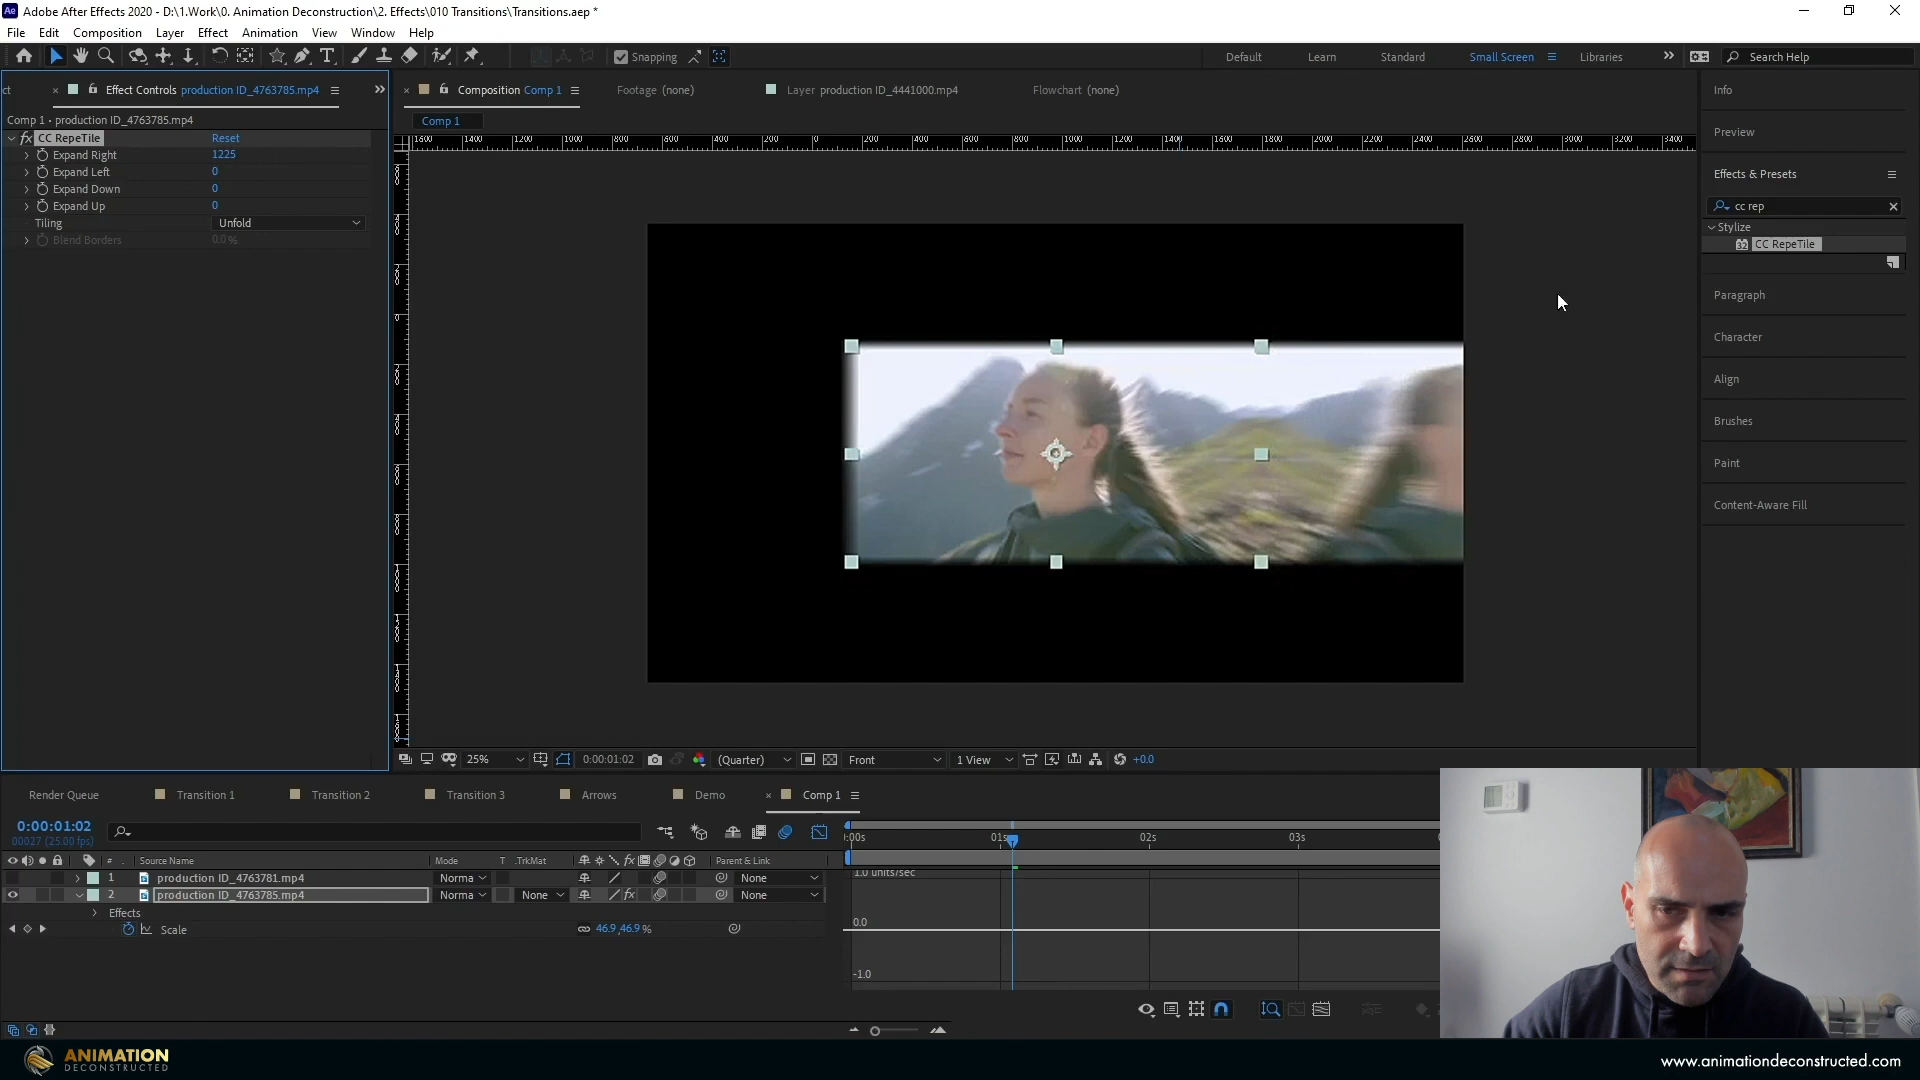 Adobe After Effects 2020 - D:\1.Work\0. Animation Deconstruction\2. Effects\010 Transitions\Transitions.aep *
File Edit Composition Layer Effect Animation View Window Help
Snapping
Default Learn Standard Small Screen Libraries
Search Help
ct Effect Controls production ID_4763785.mp4
Composition Comp 1
Footage (none)
Layer production ID_4441000.mp4
Flowchart (none)
Comp 1 • production ID_4763785.mp4
Comp 1
fx CC RepeTile Reset
Expand Right 1225
Expand Left 0
Expand Down 0
Expand Up 0
Tiling Unfold
Blend Borders 0.0 %
Info
Preview
Effects & Presets
cc rep
Stylize
CC RepeTile
Paragraph
Character
Align
Brushes
Paint
Content-Aware Fill
25% 0:00:01:02 (Quarter) Front 1 View +0.0
Render Queue Transition 1 Transition 2 Transition 3 Arrows Demo Comp 1
0:00:01:02
00027 (25.00 fps)
:00s 01s 02s 03s
# Source Name Mode T .TrkMat fx Parent & Link
1 production ID_4763781.mp4 Norma None
2 production ID_4763785.mp4 Norma None fx None
Effects
Scale 46.9,46.9 %
1.0 units/sec
0.0
-1.0
ANIMATION
DECONSTRUCTED
www.animationdeconstructed.com